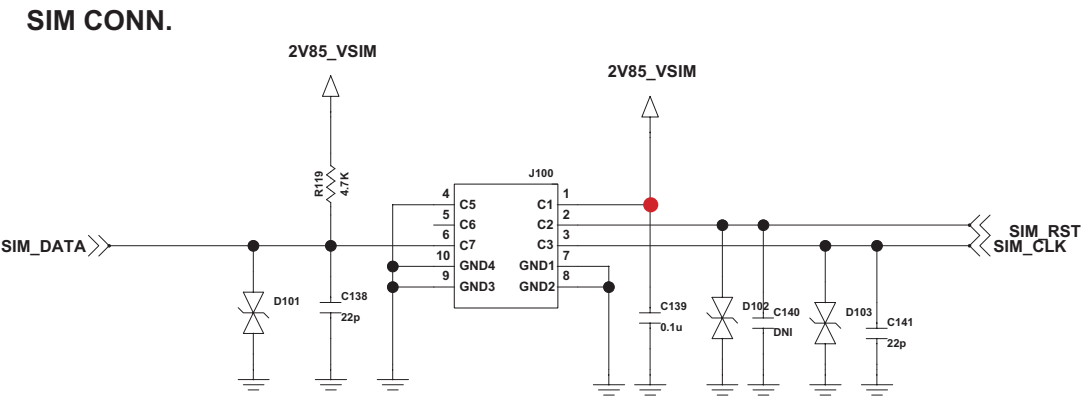 SIM CONN.
2V85_VSIM
2V85_VSIM
R119
4.7K
J100
4
C5
C1
1
5
C6
C2
2
6
C7
C3
3
10
GND4
GND1
7
9
GND3
GND2
8
SIM_DATA
SIM_RST
SIM_CLK
D101
C138
22p
C139
0.1u
D102
C140
DNI
D103
C141
22p